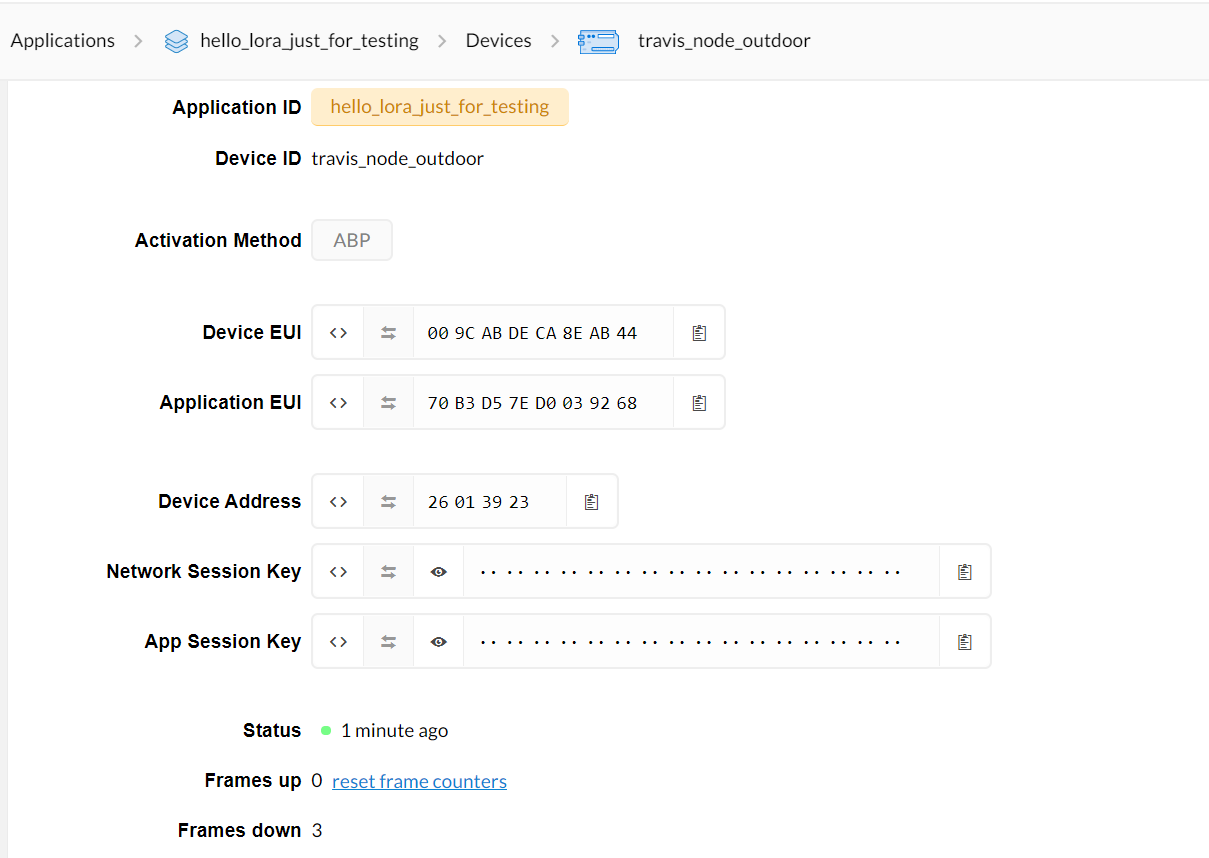 Applications > hello_lora_just_for_testing > Devices > travis_node_outdoor
Application ID hello_lora_just_for_testing
Device ID travis_node_outdoor
Activation Method ABP
Device EUI <> 00 9C AB DE CA 8E AB 44
Application EUI <> 70 B3 D5 7E D0 03 92 68
Device Address <> 26 01 39 23
Network Session Key <>
App Session Key <>
Status 1 minute ago
Frames up 0 reset frame counters
Frames down 3